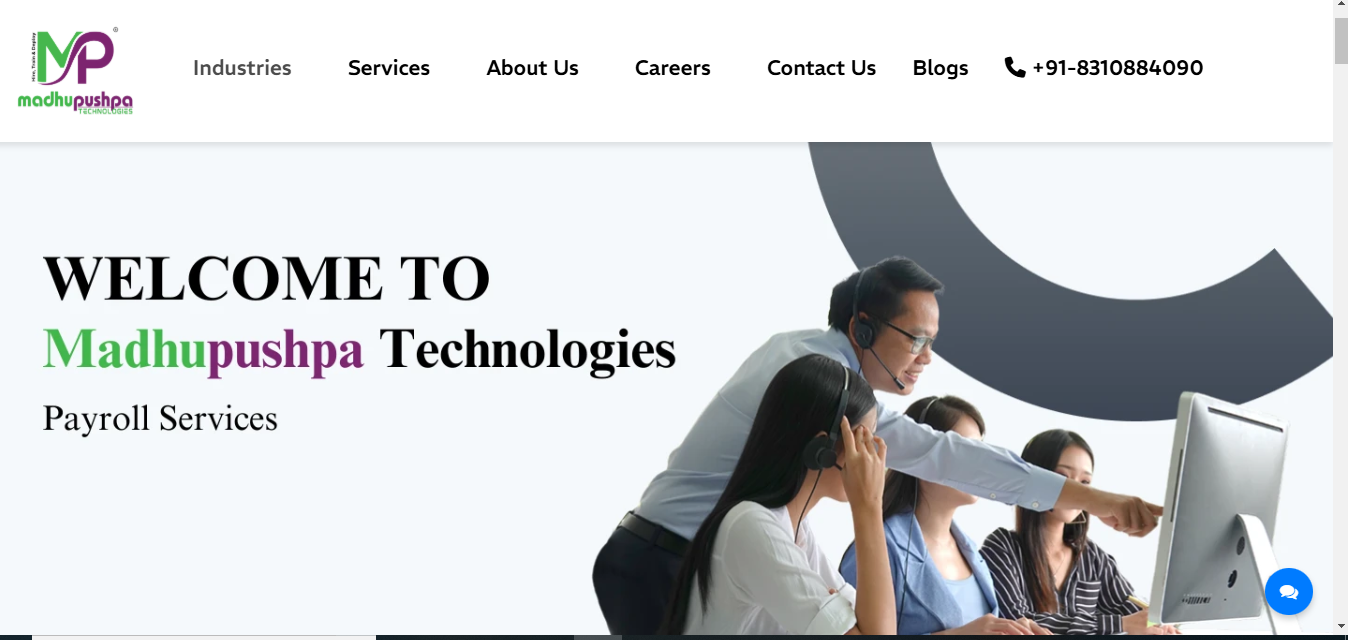 Hire, Train & Deploy
MP®
madhupushpa
TECHNOLOGIES
Industries Services About Us Careers Contact Us Blogs +91-8310884090
WELCOME TO
Madhupushpa Technologies
Payroll Services